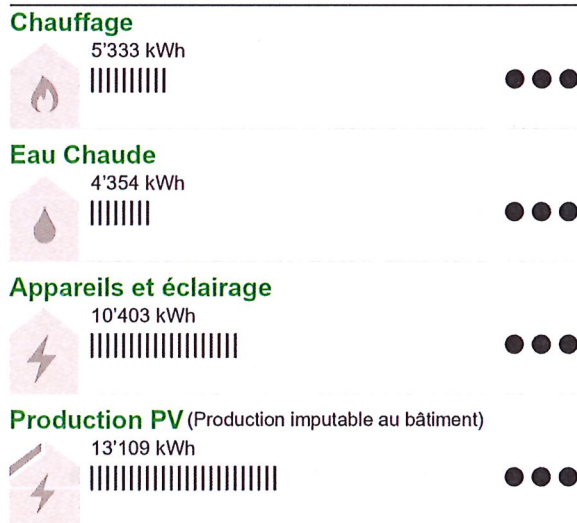 Chauffage
5'333 kWh
Eau Chaude
4'354 kWh
Appareils et éclairage
10'403 kWh
Production PV (Production imputable au bâtiment)
13'109 kWh